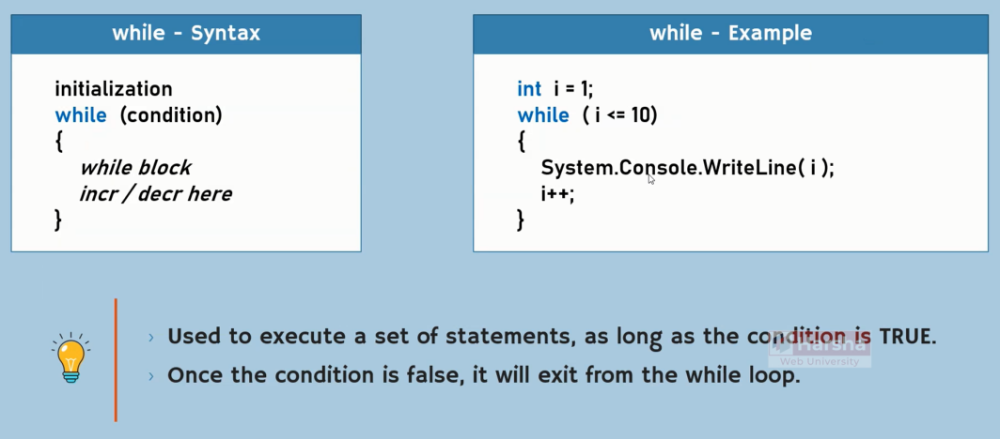 while - Syntax
initialization
while (condition)
{
while block
incr / decr here
}
while - Example
int i = 1;
while ( i <= 10)
{
System.Console.WriteLine( i );
i++;
}
› Used to execute a set of statements, as long as the condition is TRUE.
› Once the condition is false, it will exit from the while loop.
Harsha
Web University